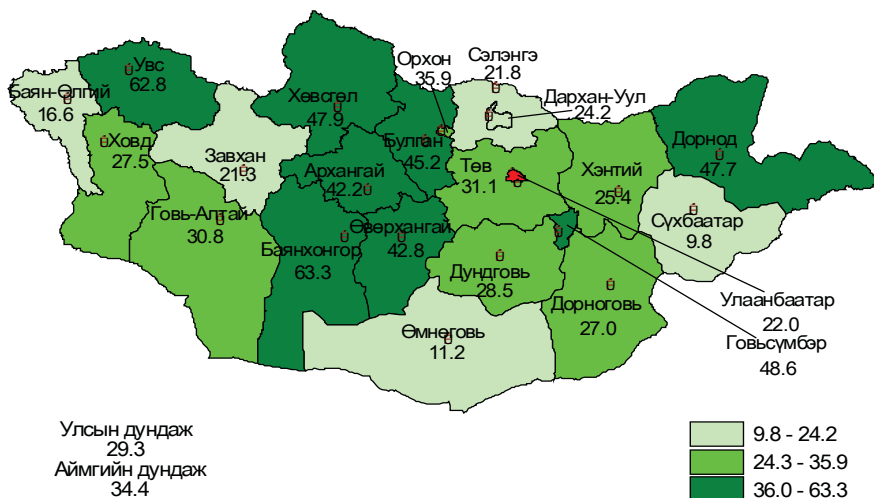 Увс
62.8
Баян-Өлгий
16.6
Ховд
27.5
Завхан
21.3
Говь-Алтай
30.8
Хөвсгөл
47.9
Орхон
35.9
Сэлэнгэ
21.8
Дархан-Уул
24.2
Булган
45.2
Архангай
42.2
Төв
31.1
Хэнтий
25.4
Дорнод
47.7
Сүхбаатар
9.8
Баянхонгор
63.3
Өвөрхангай
42.8
Дундговь
28.5
Дорноговь
27.0
Өмнөговь
11.2
Улаанбаатар
22.0
Говьсүмбэр
48.6
Улсын дундаж
29.3
Аймгийн дундаж
34.4
9.8 - 24.2
24.3 - 35.9
36.0 - 63.3